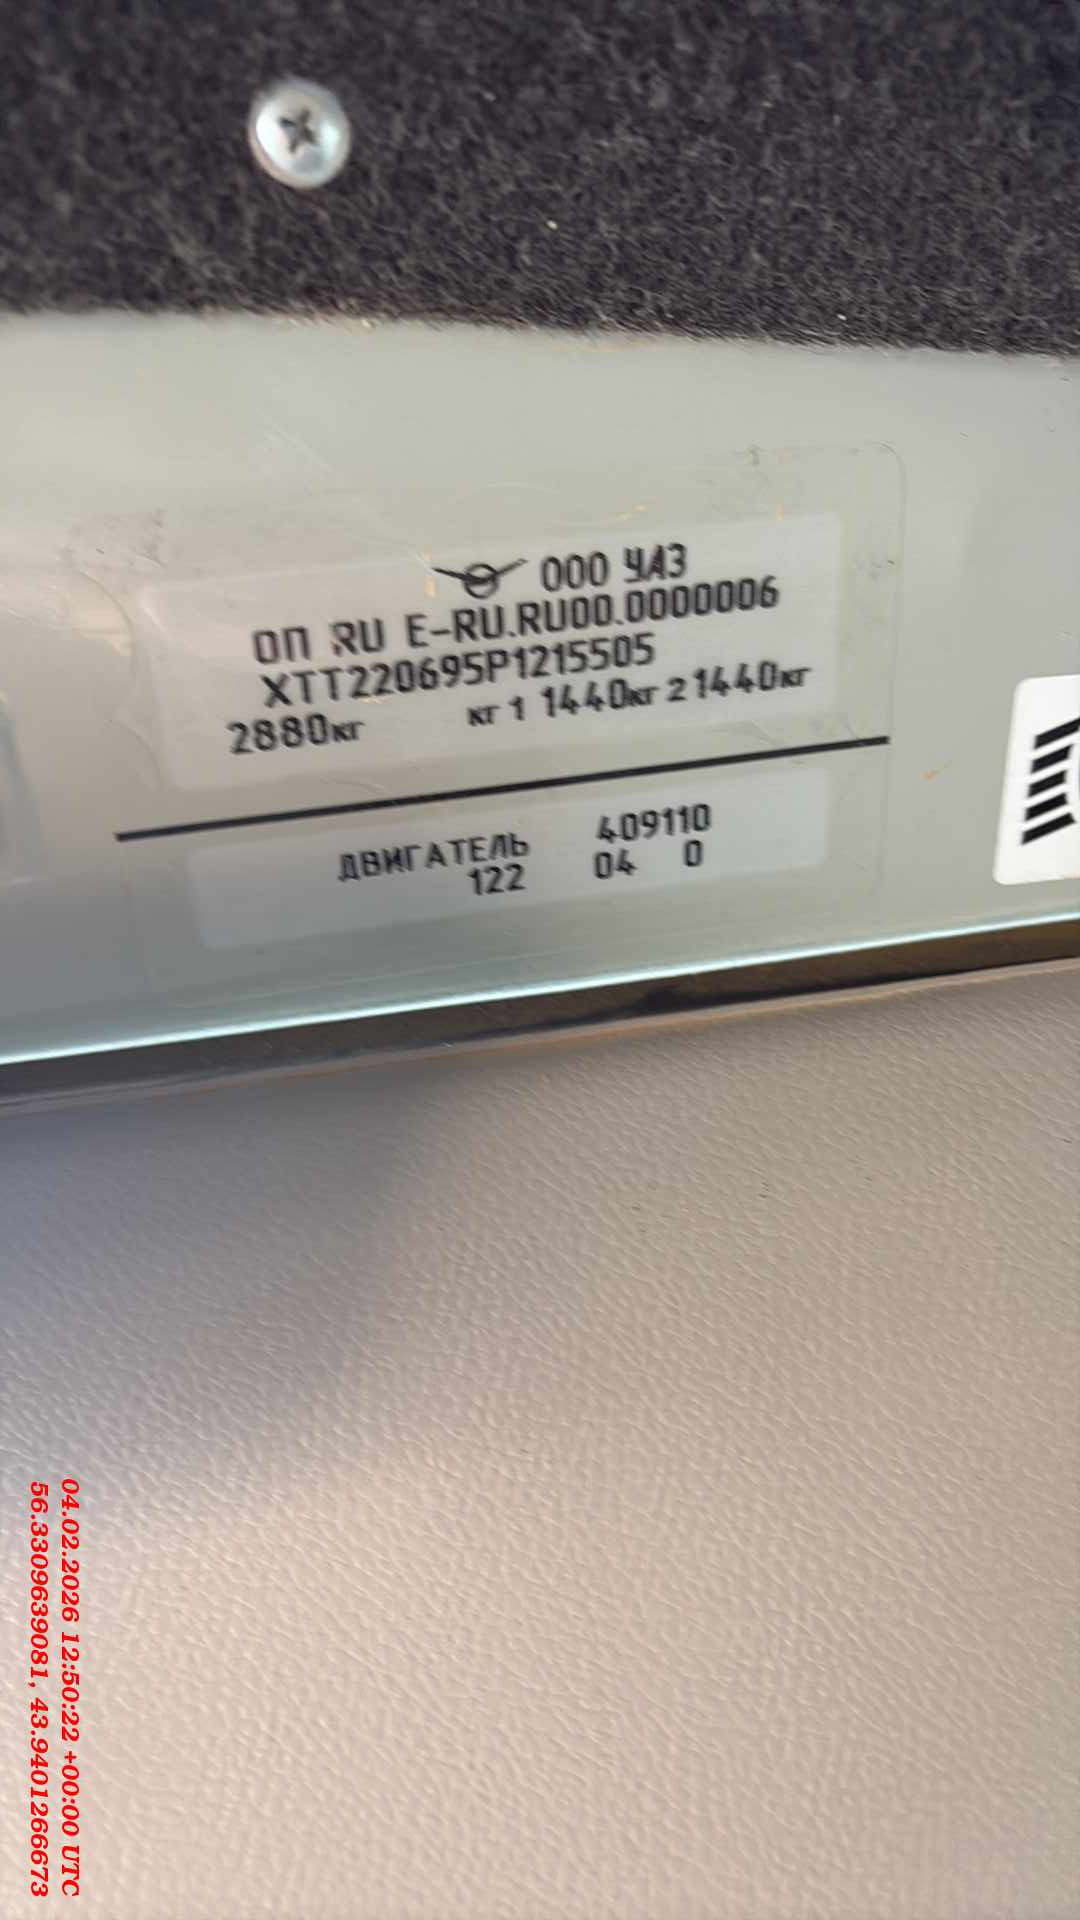 ООО УАЗ
ОП RU E-RU.RU00.0000006
XTT220695P1215505
2880кг кг 1 1440кг 2 1440кг
ДВИГАТЕЛЬ 409110
122 04 0
04.02.2026 12:50:22 +00:00 UTC
56.3309639081, 43.9401266673